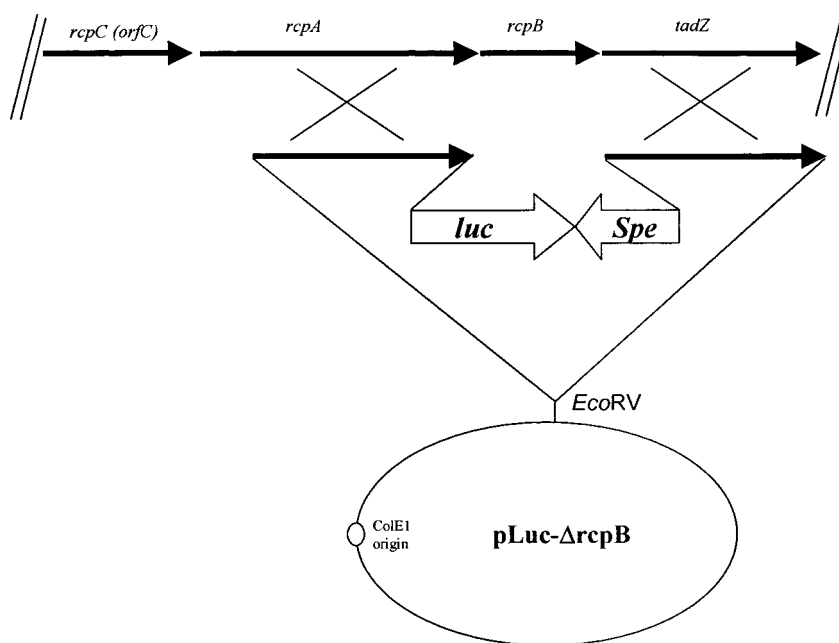 rcpC (orfC)
rcpA
rcpB
tadZ
luc
Spe
EcoRV
ColE1
origin
pLuc-ΔrcpB